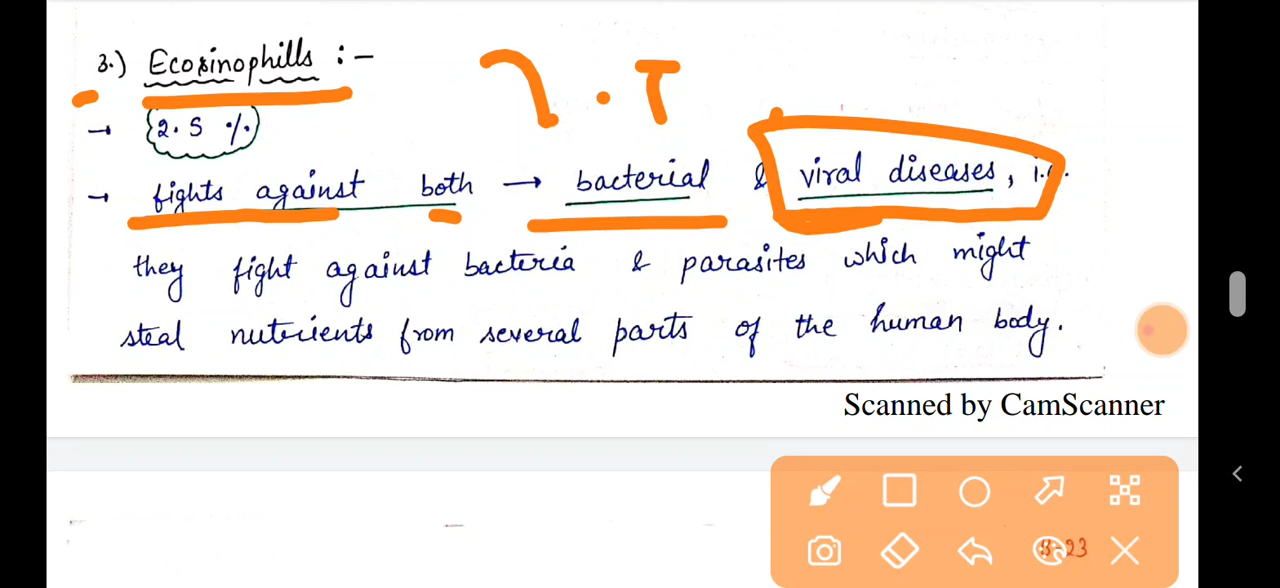 3.) Ecosinophills :-
→ {2.5 %}
→ fights against both → bacterial & viral diseases, i.e.
they fight against bacteria & parasites which might
steal nutrients from several parts of the human body.
Scanned by CamScanner
B-23